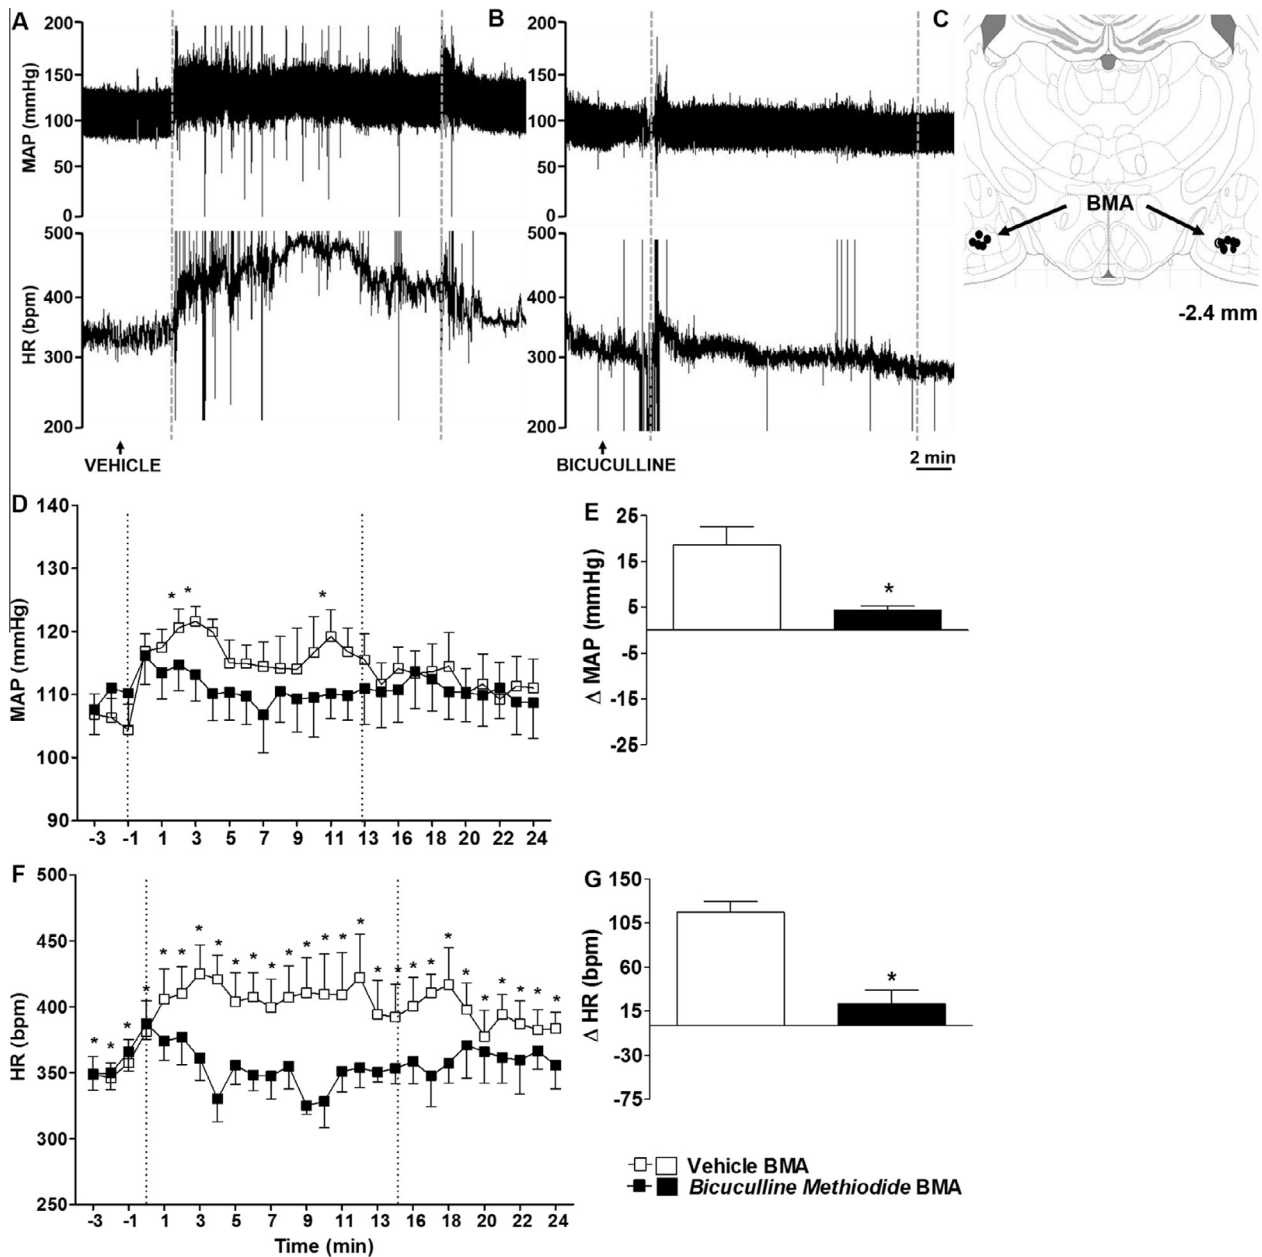 A
200
150
100
50
0
MAP (mmHg)
500
400
300
200
HR (bpm)
VEHICLE
B
200
150
100
50
0
500
400
300
200
BICUCULLINE
2 min
C
BMA
-2.4 mm
D
140
130
120
110
100
90
MAP (mmHg)
* * *
-3 -1 1 3 5 7 9 11 13 16 18 20 22 24
E
25
15
5
-5
-15
-25
Δ MAP (mmHg)
*
F
500
450
400
350
300
250
HR (bpm)
* * * * * * * * * * * * * * * * * * * * * * * * * * *
-3 -1 1 3 5 7 9 11 13 16 18 20 22 24
Time (min)
G
150
105
60
15
-30
-75
Δ HR (bpm)
*
Vehicle BMA
Bicuculline Methiodide BMA